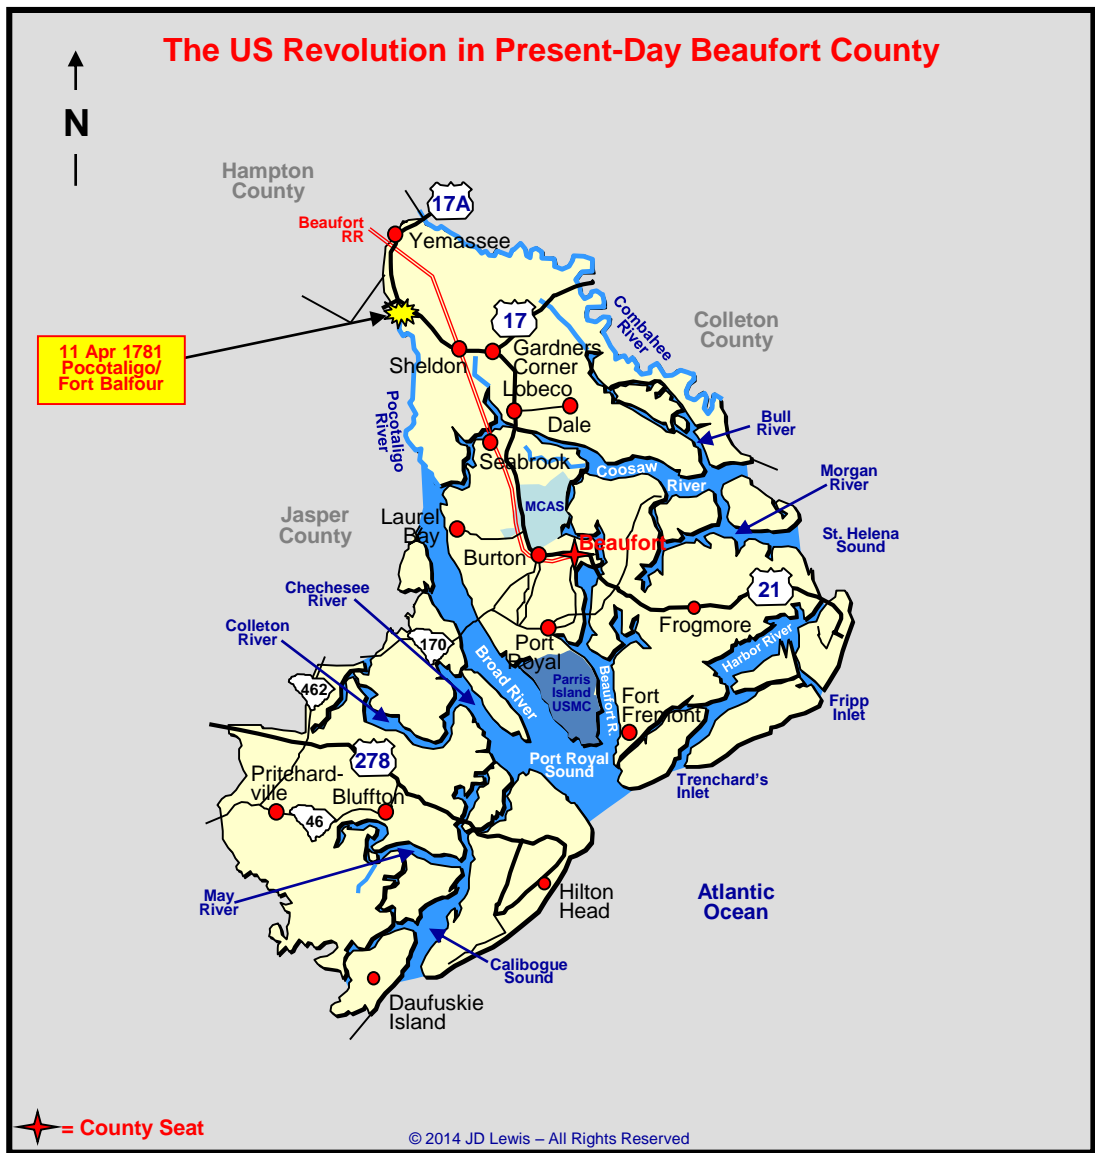 The US Revolution in Present-Day Beaufort County
N
Hampton
County
17A
Beaufort
RR
Yemassee
17
Combahee
River
Colleton
County
11 Apr 1781
Pocotaligo/
Fort Balfour
Sheldon
Gardners
Corner
Lobeco
Dale
Pocotaligo
River
Bull
River
Seabrook
Coosaw
River
Morgan
River
MCAS
Jasper
County
Laurel
Bay
St. Helena
Sound
Burton
Beaufort
Chechesee
River
21
Colleton
River
Frogmore
170
Port
Royal
Harbor River
Broad River
462
Parris
Island
USMC
Beaufort R.
Fort
Fremont
Fripp
Inlet
278
Port Royal
Sound
Trenchard's
Inlet
Pritchard-
ville
Bluffton
46
May
River
Hilton
Head
Atlantic
Ocean
Calibogue
Sound
Daufuskie
Island
= County Seat
© 2014 JD Lewis – All Rights Reserved